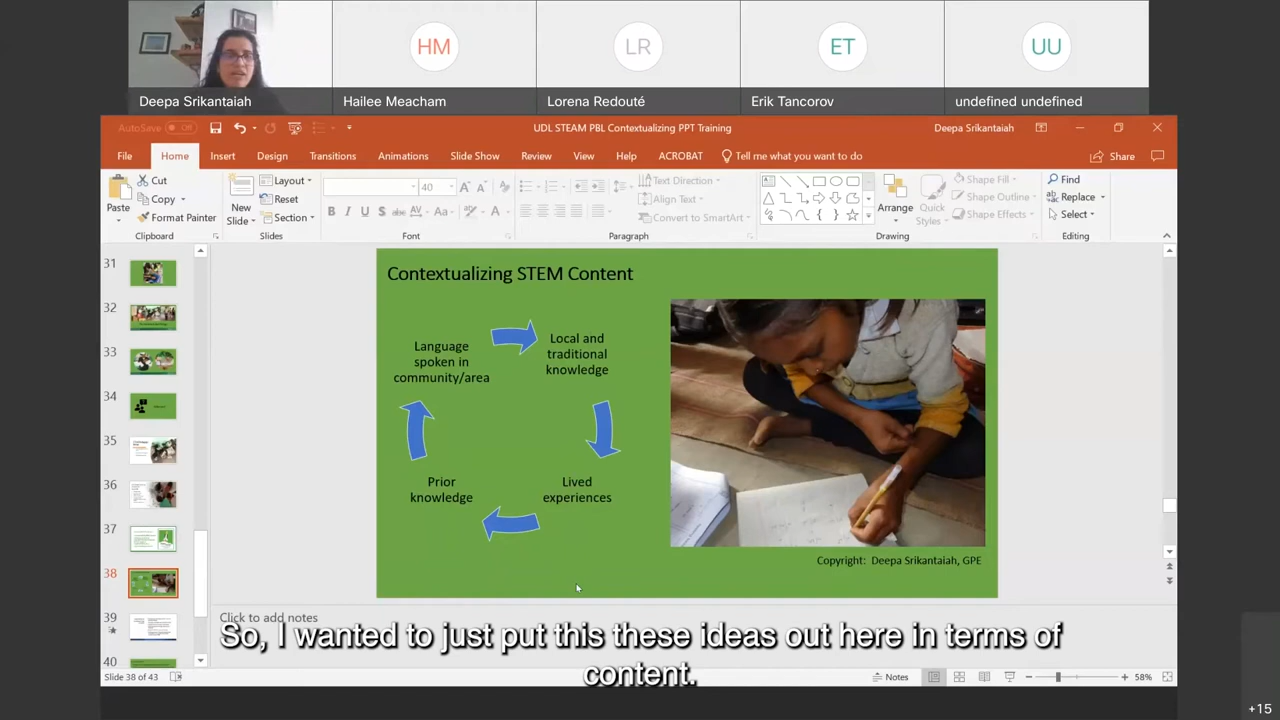 HM
LR
ET
UU
Deepa Srikantaiah
Hailee Meacham
Lorena Redouté
Erik Tancorov
undefined undefined
AutoSave Off
UDL STEAM PBL Contextualizing PPT Training
Deepa Srikantaiah
File Home Insert Design Transitions Animations Slide Show Review View Help ACROBAT Tell me what you want to do Share
Paste
Cut
Copy
Format Painter
Clipboard
New
Slide
Layout
Reset
Section
Slides
40
Font
Text Direction
Align Text
Convert to SmartArt
Paragraph
Arrange
Quick
Styles
Shape Fill
Shape Outline
Shape Effects
Drawing
Find
Replace
Select
Editing
31
32
33
34
35
36
37
38
39
40
Contextualizing STEM Content
Language
spoken in
community/area
Local and
traditional
knowledge
Prior
knowledge
Lived
experiences
Copyright: Deepa Srikantaiah, GPE
Click to add notes
So, I wanted to just put this these ideas out here in terms of
content.
Slide 38 of 43
Notes
58%
+15